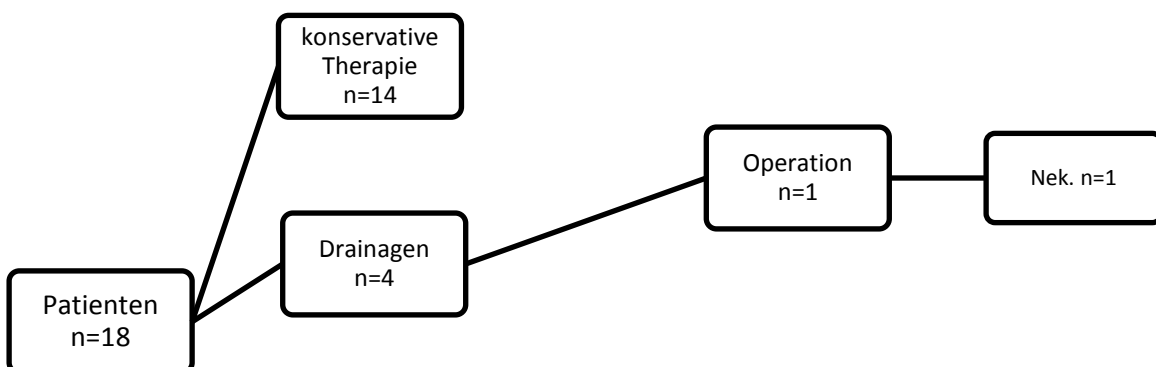 konservative
Therapie
n=14
Operation
n=1
Nek. n=1
Drainagen
n=4
Patienten
n=18